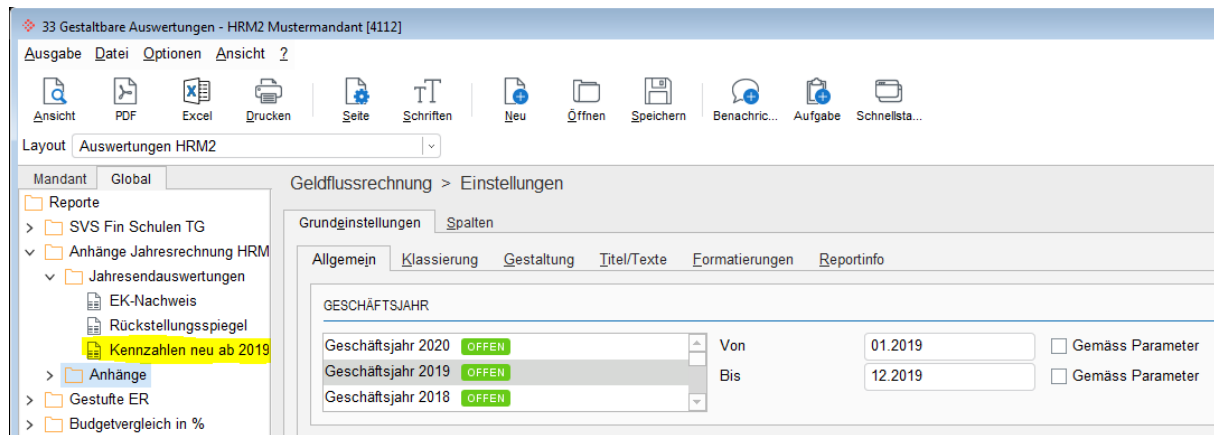 33 Gestaltbare Auswertungen - HRM2 Mustermandant [4112]
Ausgabe Datei Optionen Ansicht ?
Ansicht PDF Excel Drucken Seite Schriften Neu Öffnen Speichern Benachric... Aufgabe Schnellsta...
Layout Auswertungen HRM2
Mandant Global
Geldflussrechnung > Einstellungen
Reporte
SVS Fin Schulen TG
Grundeinstellungen Spalten
Anhänge Jahresrechnung HRM
Allgemein Klassierung Gestaltung Titel/Texte Formatierungen Reportinfo
Jahresendauswertungen
EK-Nachweis
GESCHÄFTSJAHR
Rückstellungsspiegel
Kennzahlen neu ab 2019
Geschäftsjahr 2020 OFFEN Von 01.2019 Gemäss Parameter
Anhänge
Geschäftsjahr 2019 OFFEN Bis 12.2019 Gemäss Parameter
Gestufte ER
Geschäftsjahr 2018 OFFEN
Budgetvergleich in %